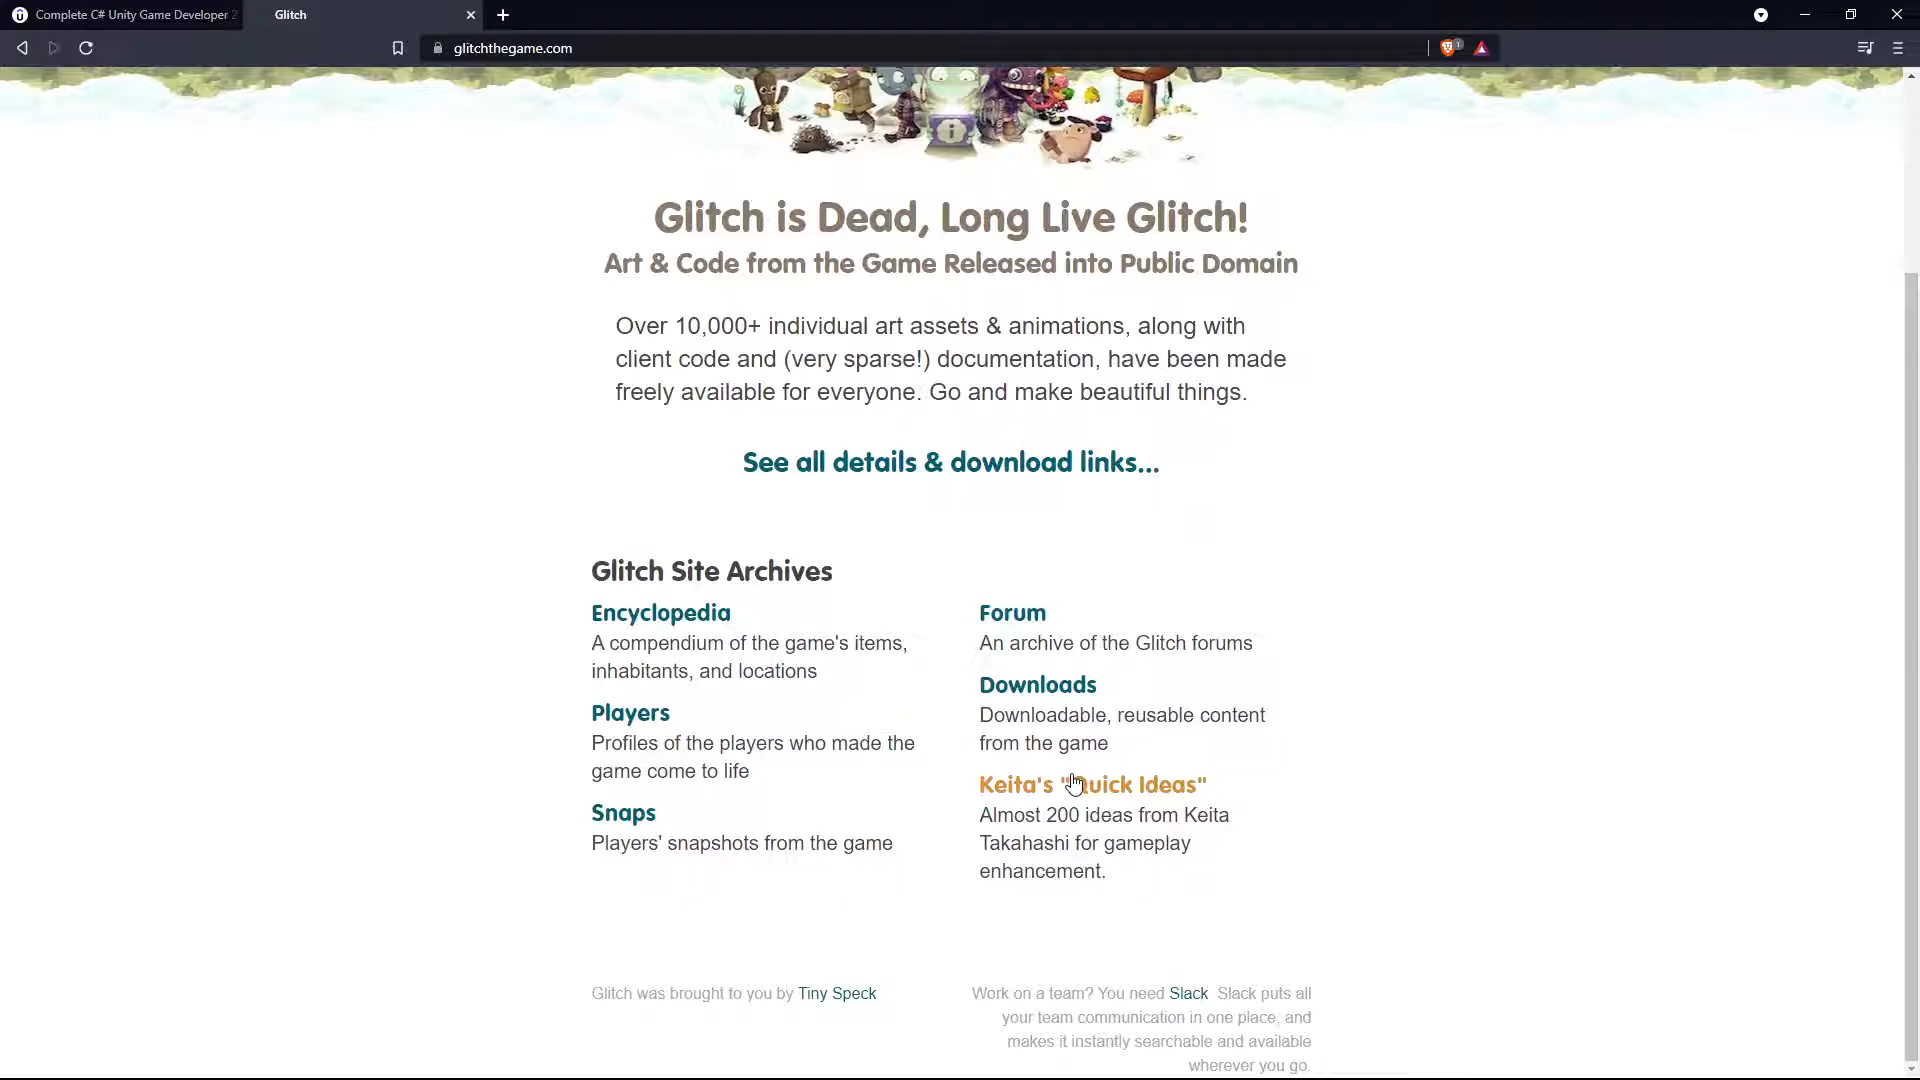 Complete C# Unity Game Developer 2
Glitch
glitchthegame.com
1
Glitch is Dead, Long Live Glitch!
Art & Code from the Game Released into Public Domain
Over 10,000+ individual art assets & animations, along with
client code and (very sparse!) documentation, have been made
freely available for everyone. Go and make beautiful things.
See all details & download links...
Glitch Site Archives
Encyclopedia
A compendium of the game's items,
inhabitants, and locations
Players
Profiles of the players who made the
game come to life
Snaps
Players' snapshots from the game
Forum
An archive of the Glitch forums
Downloads
Downloadable, reusable content
from the game
Keita's "Quick Ideas"
Almost 200 ideas from Keita
Takahashi for gameplay
enhancement.
Glitch was brought to you by Tiny Speck
Work on a team? You need Slack Slack puts all
your team communication in one place, and
makes it instantly searchable and available
wherever you go.